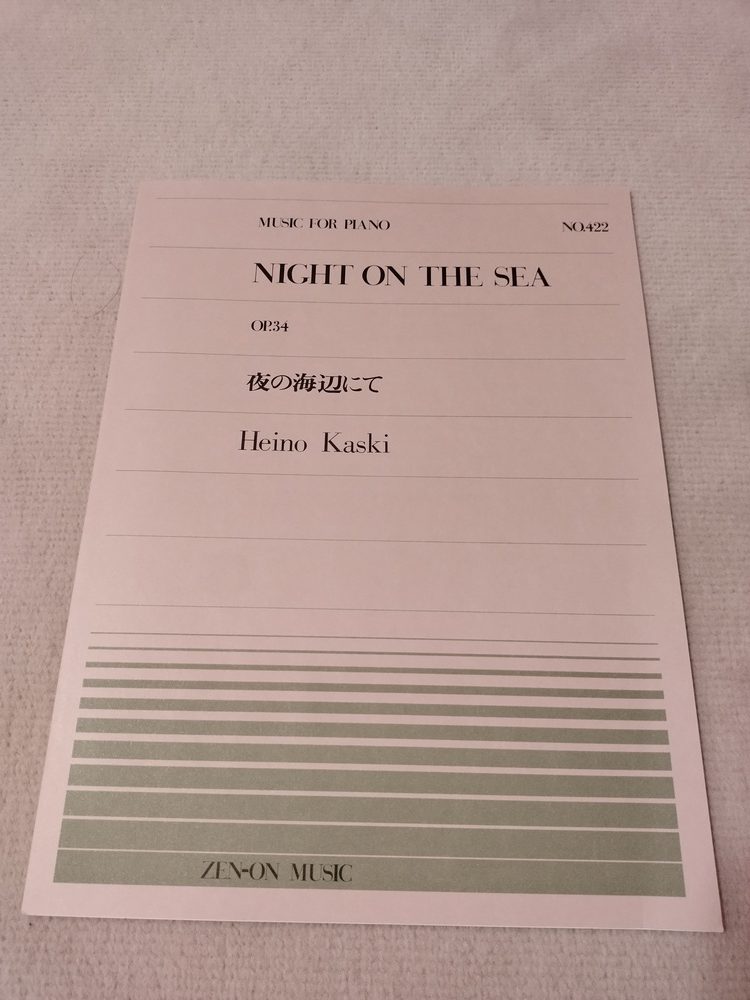 MUSIC FOR PIANO NO.422
NIGHT ON THE SEA
OP.34
夜の海辺にて
Heino Kaski
ZEN-ON MUSIC